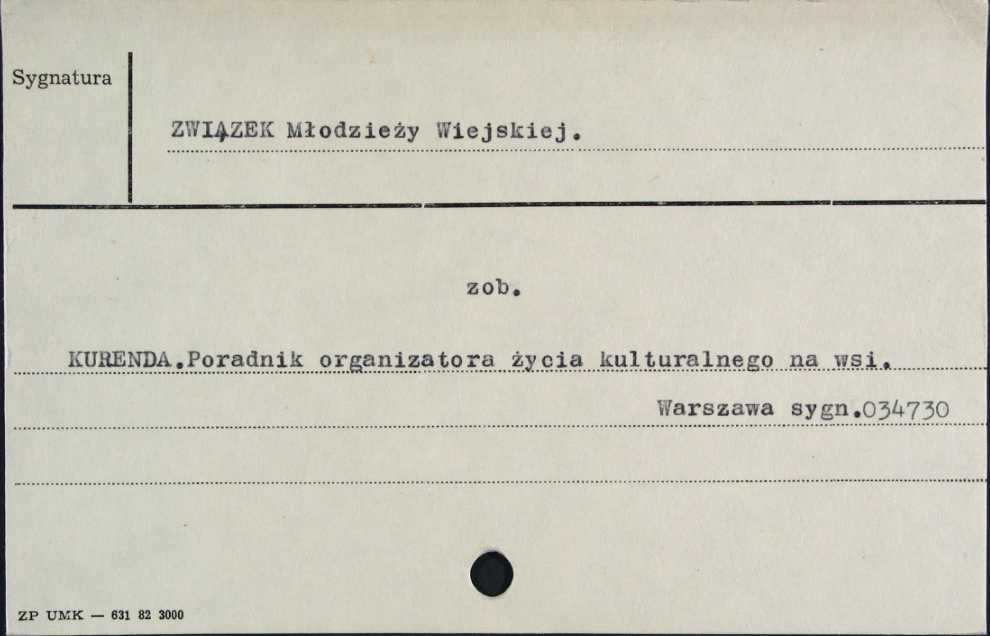 Sygnatura
ZWIĄZEK Młodzieży Wiejskiej.
zob.
KURENDA.Poradnik organizatora życia kulturalnego na wsi.
Warszawa sygn.034730
ZP UMK — 631 82 3000